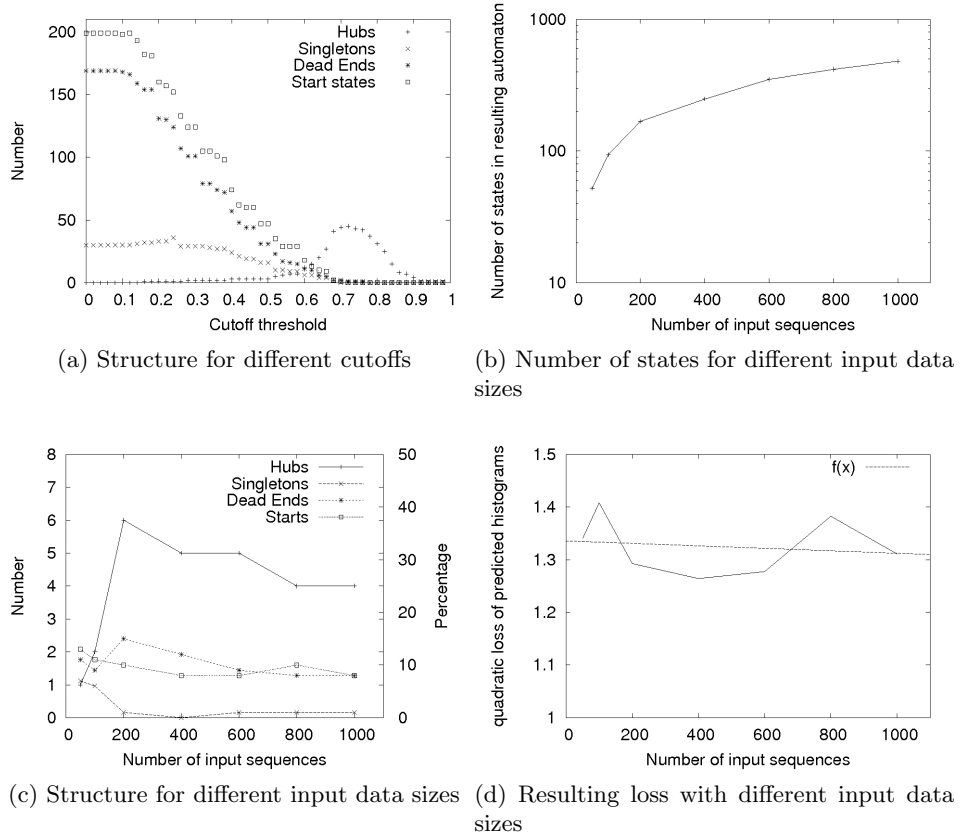 200
150
100
50
0
Number
Hubs
Singletons
Dead Ends
Start states
0 0.1 0.2 0.3 0.4 0.5 0.6 0.7 0.8 0.9 1
Cutoff threshold
(a) Structure for different cutoffs
1000
100
10
Number of states in resulting automaton
0 200 400 600 800 1000
Number of input sequences
(b) Number of states for different input data
sizes
8
7
6
5
4
3
2
1
0
Number
Hubs
Singletons
Dead Ends
Starts
50
40
30
20
10
0
Percentage
0 200 400 600 800 1000
Number of input sequences
(c) Structure for different input data sizes
1.5
1.4
1.3
1.2
1.1
1
quadratic loss of predicted histograms
f(x)
0 200 400 600 800 1000
Number of input sequences
(d) Resulting loss with different input data
sizes